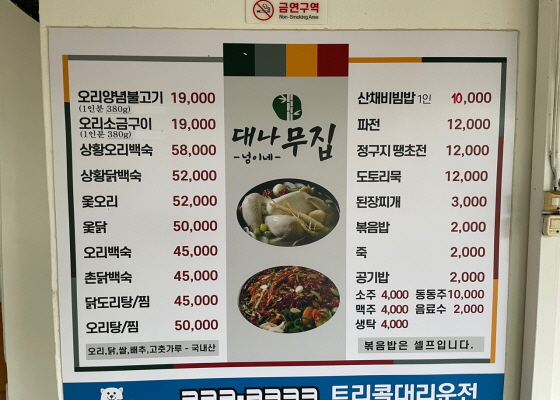 금연구역
Non-Smoking Area
대나무집
-넝이네-
오리양념불고기 19,000
(1인분 380g)
오리소금구이 19,000
(1인분 380g)
상황오리백숙 58,000
상황닭백숙 52,000
옻오리 52,000
옻닭 50,000
오리백숙 45,000
촌닭백숙 45,000
닭도리탕/찜 45,000
오리탕/찜 50,000
오리,닭,쌀,배추,고춧가루 - 국내산
산채비빔밥 1인 10,000
파전 12,000
정구지 땡초전 12,000
도토리묵 12,000
된장찌개 3,000
볶음밥 2,000
죽 2,000
공기밥 2,000
소주 4,000 동동주 10,000
맥주 4,000 음료수 2,000
생탁 4,000
볶음밥은 셀프입니다.
트리콜대리운전